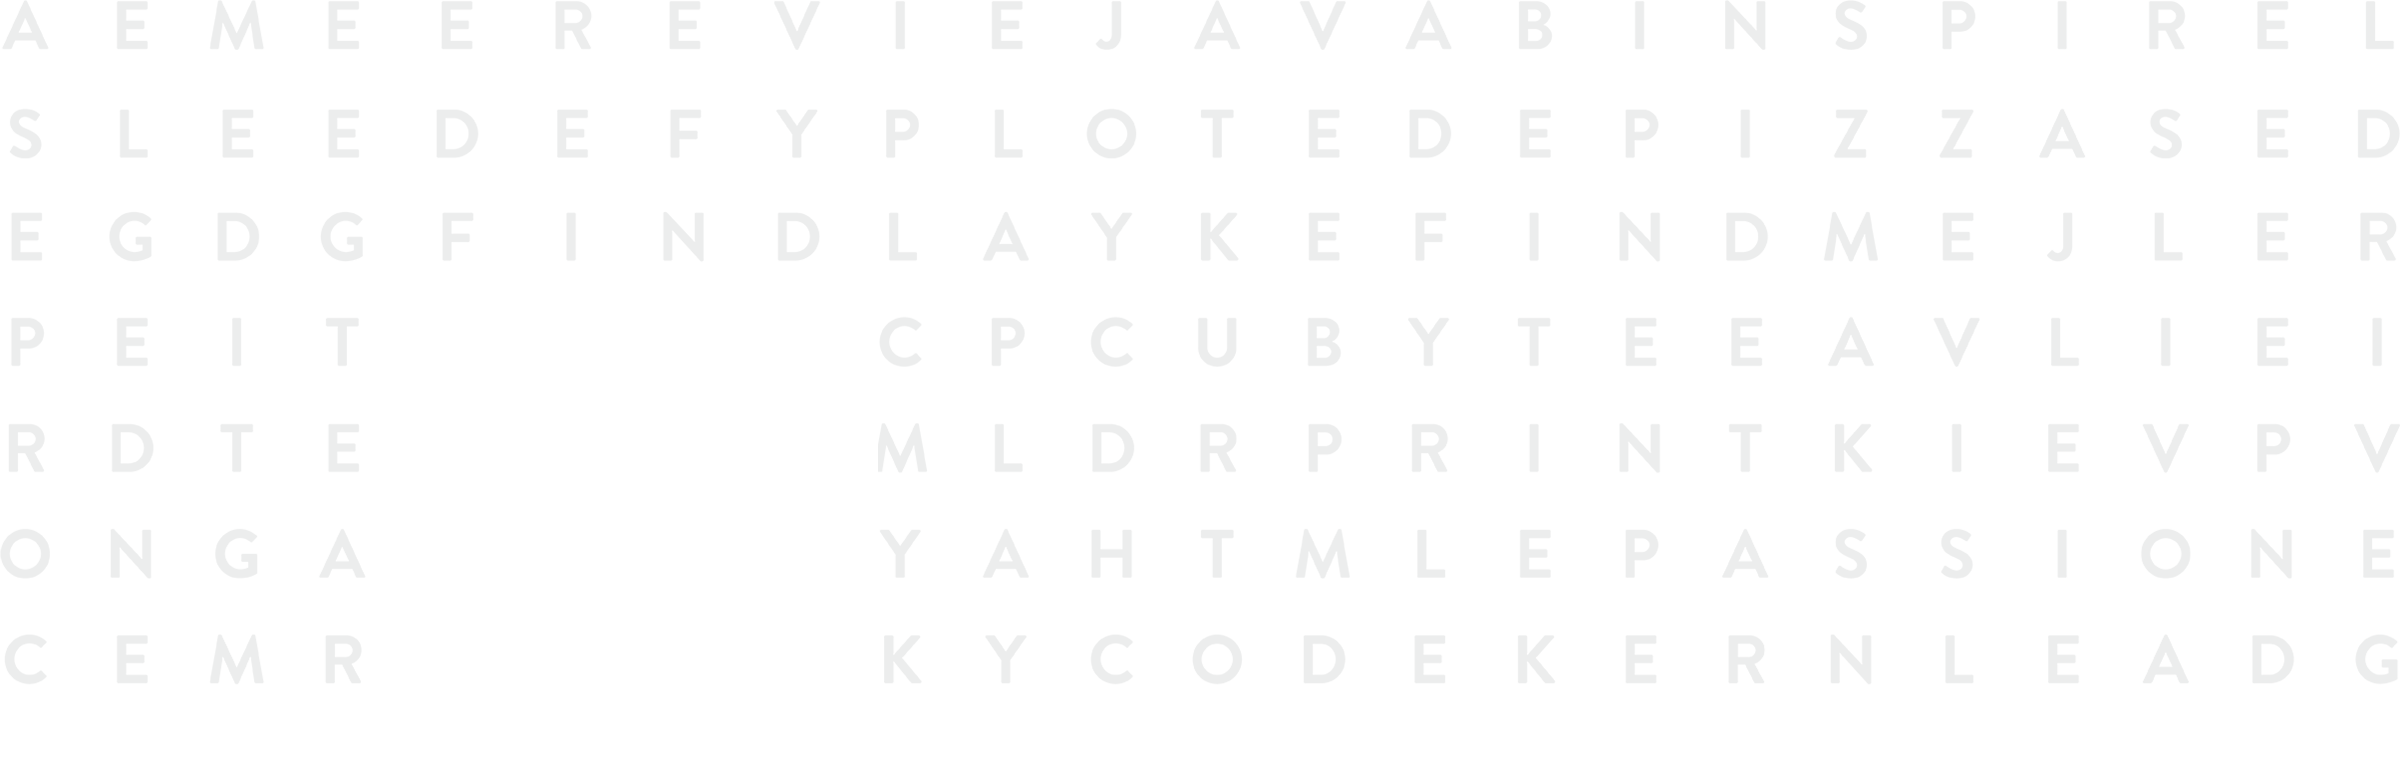 A E M E E R E V I E J A V A B I N S P I R E L
S L E E D E F Y P L O T E D E P I Z Z A S E D
E G D G F I N D L A Y K E F I N D M E J L E R
P E I T C P C U B Y T E E A V L I E I
R D T E M L D R P R I N T K I E V P V
O N G A Y A H T M L E P A S S I O N E
C E M R K Y C O D E K E R N L E A D G